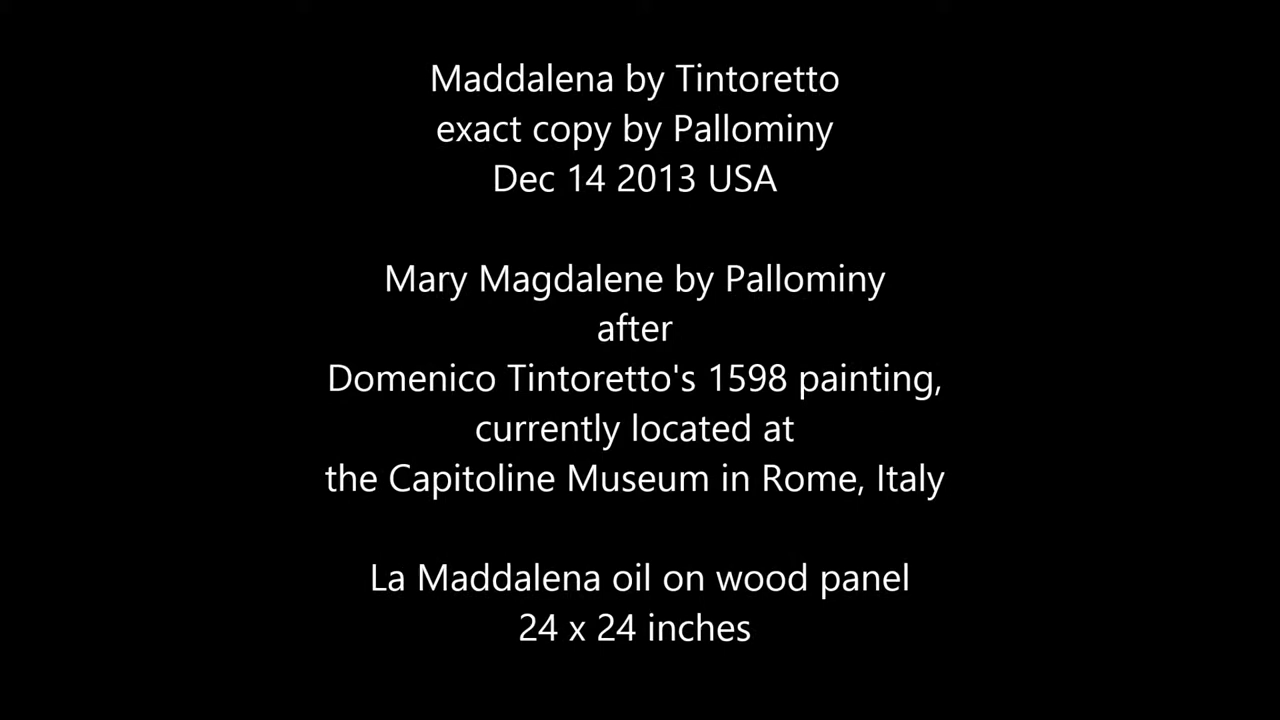 Maddalena by Tintoretto
exact copy by Pallominy
Dec 14 2013 USA
Mary Magdalene by Pallominy
after
Domenico Tintoretto's 1598 painting,
currently located at
the Capitoline Museum in Rome, Italy
La Maddalena oil on wood panel
24 x 24 inches